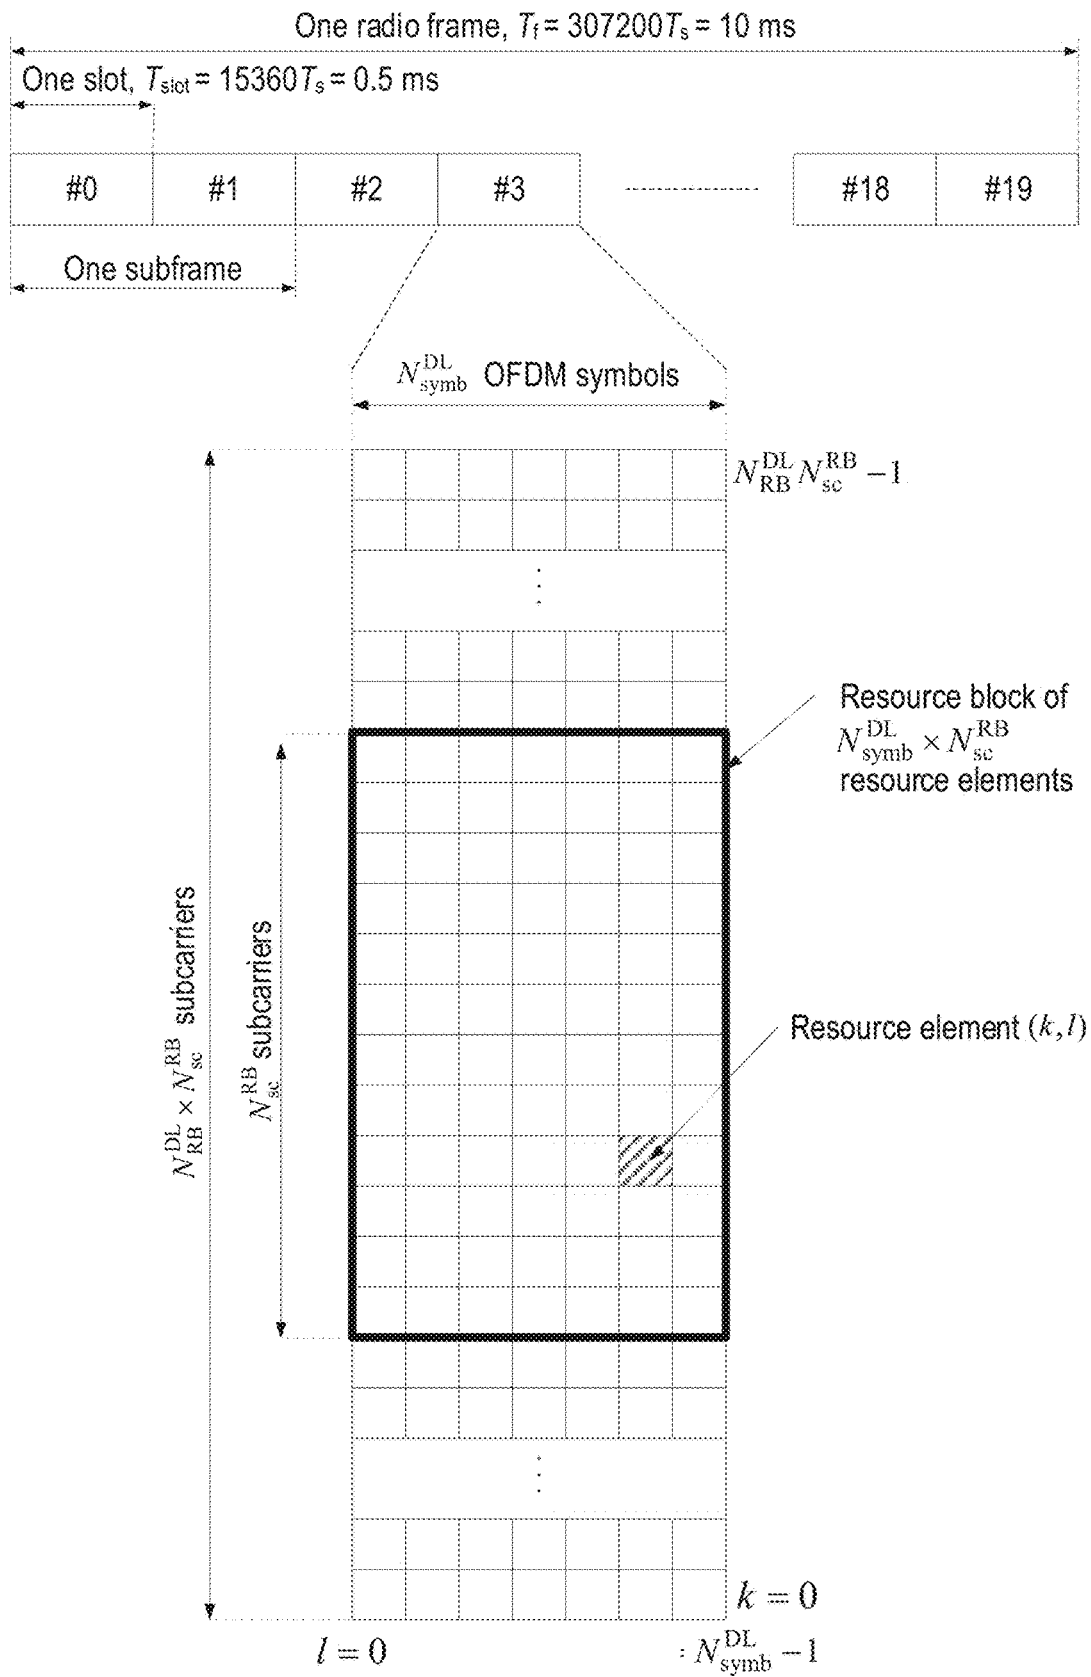 One radio frame, T_f = 307200T_s = 10 ms
One slot, T_slot = 15360T_s = 0.5 ms
#0 #1 #2 #3 #18 #19
One subframe
N_symb^DL OFDM symbols
N_RB^DL N_sc^RB −1
Resource block of
N_symb^DL × N_sc^RB
resource elements
N_RB^DL × N_sc^RB subcarriers
N_sc^RB subcarriers
Resource element (k, l)
k = 0
l = 0
: N_symb^DL −1